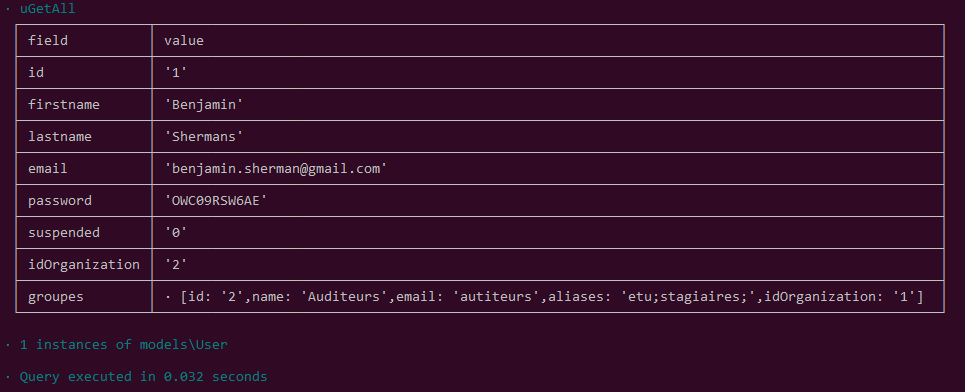 · uGetAll
field value
id '1'
firstname 'Benjamin'
lastname 'Shermans'
email 'benjamin.sherman@gmail.com'
password 'OWC09RSW6AE'
suspended '0'
idOrganization '2'
groupes · [id: '2',name: 'Auditeurs',email: 'autiteurs',aliases: 'etu;stagiaires;',idOrganization: '1']
· 1 instances of models\User
· Query executed in 0.032 seconds